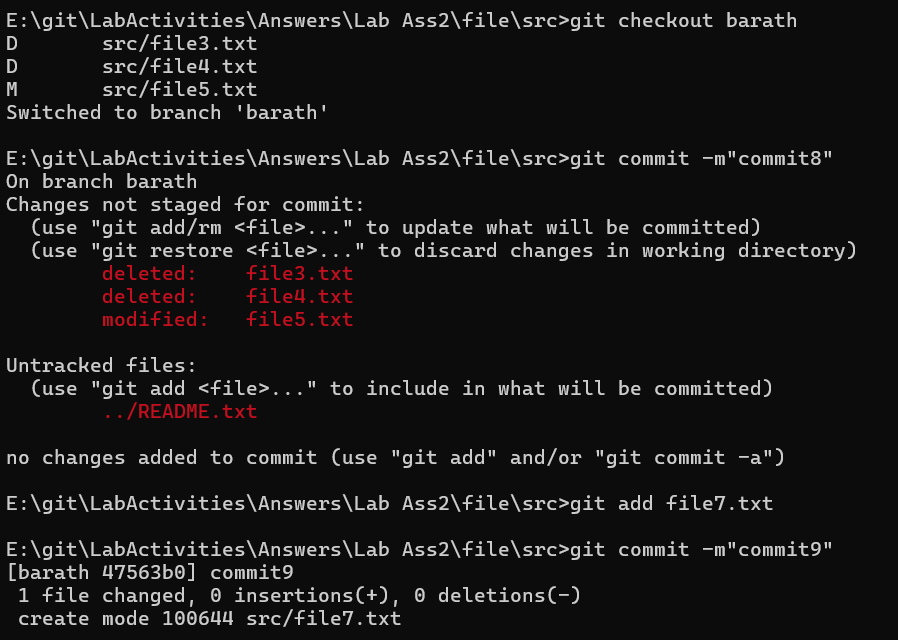 E:\git\LabActivities\Answers\Lab Ass2\file\src>git checkout barath
D       src/file3.txt
D       src/file4.txt
M       src/file5.txt
Switched to branch 'barath'

E:\git\LabActivities\Answers\Lab Ass2\file\src>git commit -m"commit8"
On branch barath
Changes not staged for commit:
  (use "git add/rm <file>..." to update what will be committed)
  (use "git restore <file>..." to discard changes in working directory)
        deleted:    file3.txt
        deleted:    file4.txt
        modified:   file5.txt

Untracked files:
  (use "git add <file>..." to include in what will be committed)
        ../README.txt

no changes added to commit (use "git add" and/or "git commit -a")

E:\git\LabActivities\Answers\Lab Ass2\file\src>git add file7.txt

E:\git\LabActivities\Answers\Lab Ass2\file\src>git commit -m"commit9"
[barath 47563b0] commit9
 1 file changed, 0 insertions(+), 0 deletions(-)
 create mode 100644 src/file7.txt